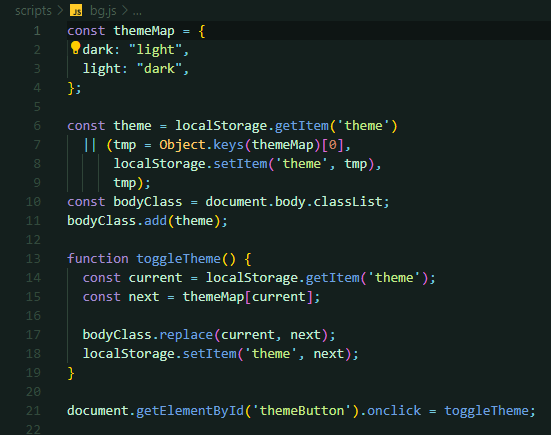 scripts > JS bg.js > ...
1 const themeMap = {
2 dark: "light",
3 light: "dark",
4 };
5
6 const theme = localStorage.getItem('theme')
7 || (tmp = Object.keys(themeMap)[0],
8 localStorage.setItem('theme', tmp),
9 tmp);
10 const bodyClass = document.body.classList;
11 bodyClass.add(theme);
12
13 function toggleTheme() {
14 const current = localStorage.getItem('theme');
15 const next = themeMap[current];
16
17 bodyClass.replace(current, next);
18 localStorage.setItem('theme', next);
19 }
20
21 document.getElementById('themeButton').onclick = toggleTheme;
22